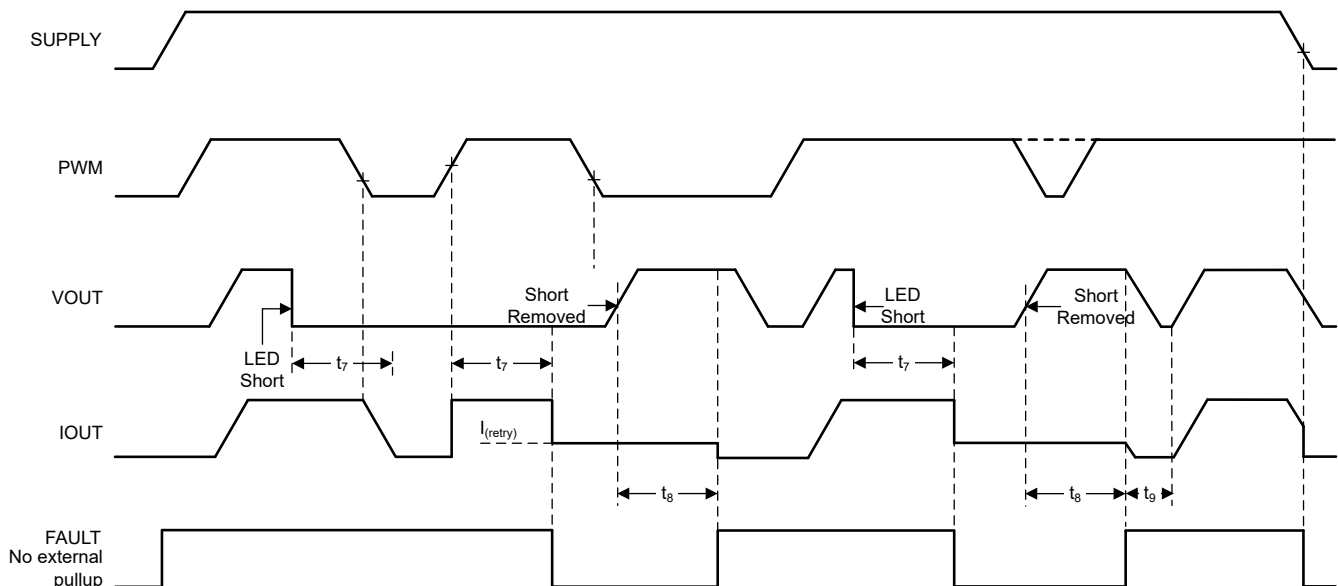 SUPPLY
PWM
VOUT
LED
Short
t7
t7
Short
Removed
LED
Short
t7
Short
Removed
IOUT
I(retry)
t8
t8
t9
FAULT
No external
pullup